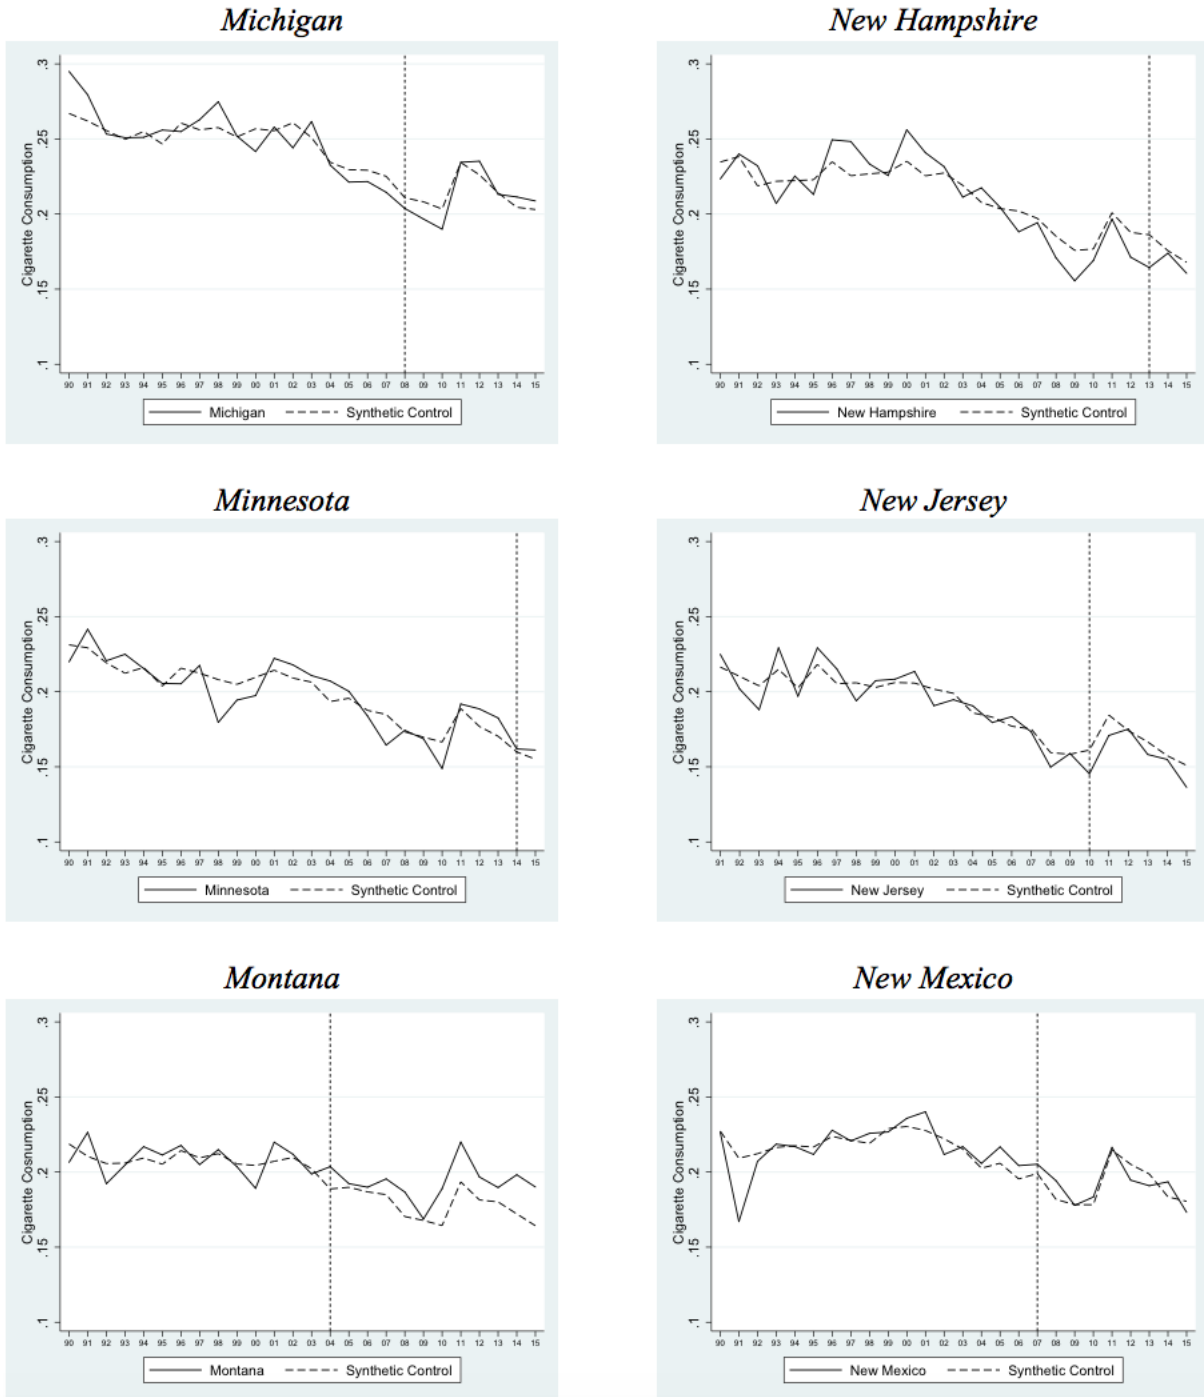 Michigan
Cigarette Consumption
.3
.25
.2
.15
.1
90 91 92 93 94 95 96 97 98 99 00 01 02 03 04 05 06 07 08 09 10 11 12 13 14 15
Michigan Synthetic Control
New Hampshire
Cigarette Consumption
.3
.25
.2
.15
.1
90 91 92 93 94 95 96 97 98 99 00 01 02 03 04 05 06 07 08 09 10 11 12 13 14 15
New Hampshire Synthetic Control
Minnesota
Cigarette Consumption
.3
.25
.2
.15
.1
90 91 92 93 94 95 96 97 98 99 00 01 02 03 04 05 06 07 08 09 10 11 12 13 14 15
Minnesota Synthetic Control
New Jersey
Cigarette Consumption
.3
.25
.2
.15
.1
91 92 93 94 95 96 97 98 99 00 01 02 03 04 05 06 07 08 09 10 11 12 13 14 15
New Jersey Synthetic Control
Montana
Cigarette Cosnumption
.3
.25
.2
.15
.1
90 91 92 93 94 95 96 97 98 99 00 01 02 03 04 05 06 07 08 09 10 11 12 13 14 15
Montana Synthetic Control
New Mexico
Cigarette Consumption
.3
.25
.2
.15
.1
90 91 92 93 94 95 96 97 98 99 00 01 02 03 04 05 06 07 08 09 10 11 12 13 14 15
New Mexico Synthetic Control